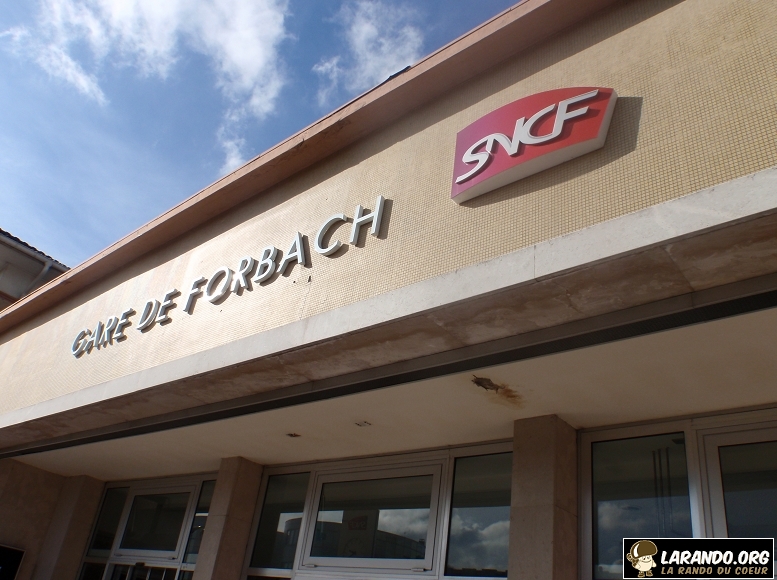 SNCF
GARE DE FORBACH
LARANDO.ORG
LA RANDO DU COEUR